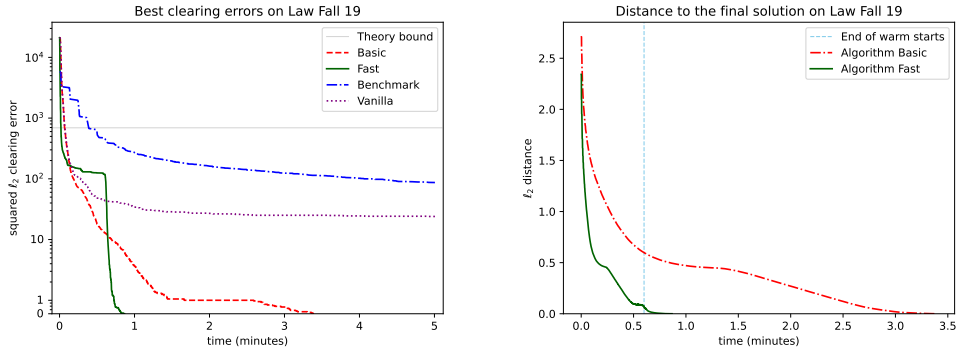 Best clearing errors on Law Fall 19
squared ℓ2 clearing error
10^4
10^3
10^2
10
1
0
Theory bound
Basic
Fast
Benchmark
Vanilla
0 1 2 3 4 5
time (minutes)
Distance to the final solution on Law Fall 19
ℓ2 distance
2.5
2.0
1.5
1.0
0.5
0.0
End of warm starts
Algorithm Basic
Algorithm Fast
0.0 0.5 1.0 1.5 2.0 2.5 3.0 3.5
time (minutes)